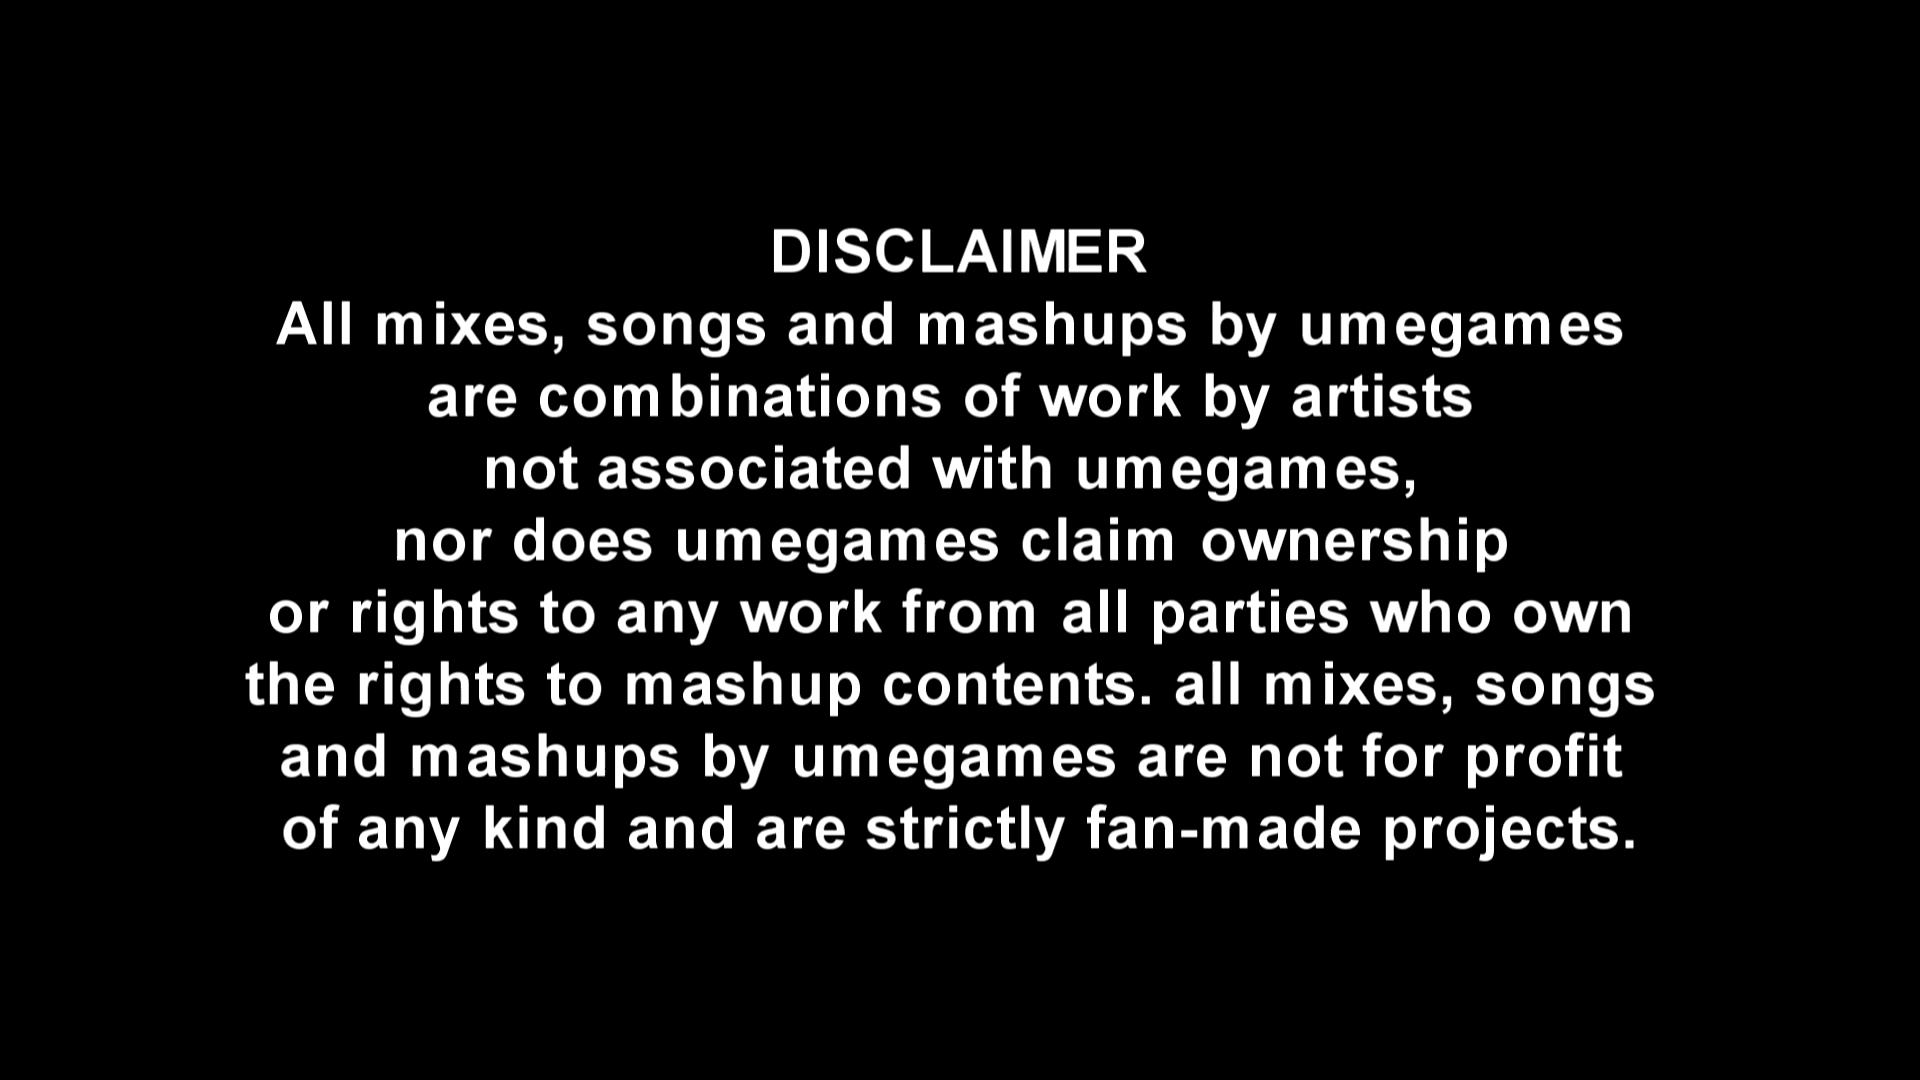 DISCLAIMER
All mixes, songs and mashups by umegames
are combinations of work by artists
not associated with umegames,
nor does umegames claim ownership
or rights to any work from all parties who own
the rights to mashup contents. all mixes, songs
and mashups by umegames are not for profit
of any kind and are strictly fan-made projects.